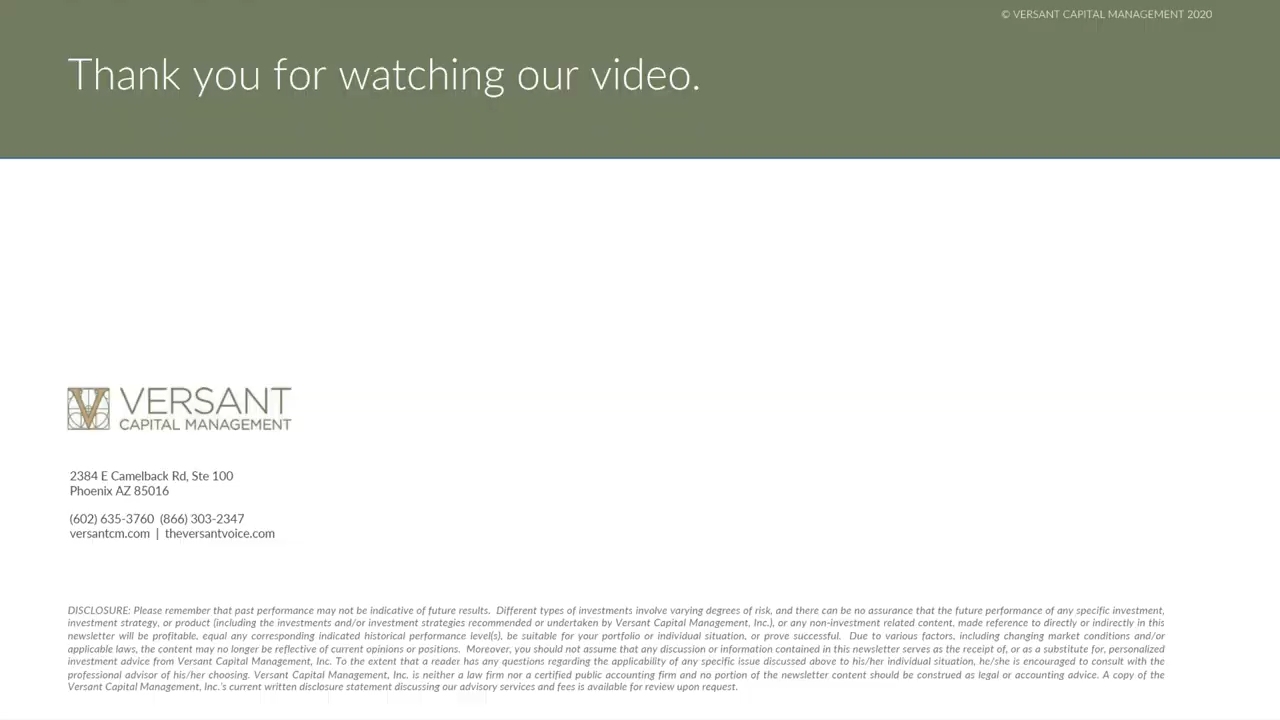 © VERSANT CAPITAL MANAGEMENT 2020
Thank you for watching our video.
VERSANT
CAPITAL MANAGEMENT
2384 E Camelback Rd, Ste 100
Phoenix AZ 85016
(602) 635-3760 (866) 303-2347
versantcm.com | theversantvoice.com
DISCLOSURE: Please remember that past performance may not be indicative of future results. Different types of investments involve varying degrees of risk, and there can be no assurance that the future performance of any specific investment,
investment strategy, or product (including the investments and/or investment strategies recommended or undertaken by Versant Capital Management, Inc.), or any non-investment related content, made reference to directly or indirectly in this
newsletter will be profitable, equal any corresponding indicated historical performance level(s), be suitable for your portfolio or individual situation, or prove successful. Due to various factors, including changing market conditions and/or
applicable laws, the content may no longer be reflective of current opinions or positions. Moreover, you should not assume that any discussion or information contained in this newsletter serves as the receipt of, or as a substitute for, personalized
investment advice from Versant Capital Management, Inc. To the extent that a reader has any questions regarding the applicability of any specific issue discussed above to his/her individual situation, he/she is encouraged to consult with the
professional advisor of his/her choosing. Versant Capital Management, Inc. is neither a law firm nor a certified public accounting firm and no portion of the newsletter content should be construed as legal or accounting advice. A copy of the
Versant Capital Management, Inc.'s current written disclosure statement discussing our advisory services and fees is available for review upon request.